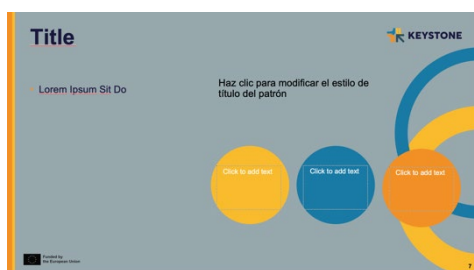 Title
KEYSTONE
Lorem Ipsum Sit Do
Haz clic para modificar el estilo de
título del patrón
Click to add text
Click to add text
Click to add text
Funded by
the European Union
7